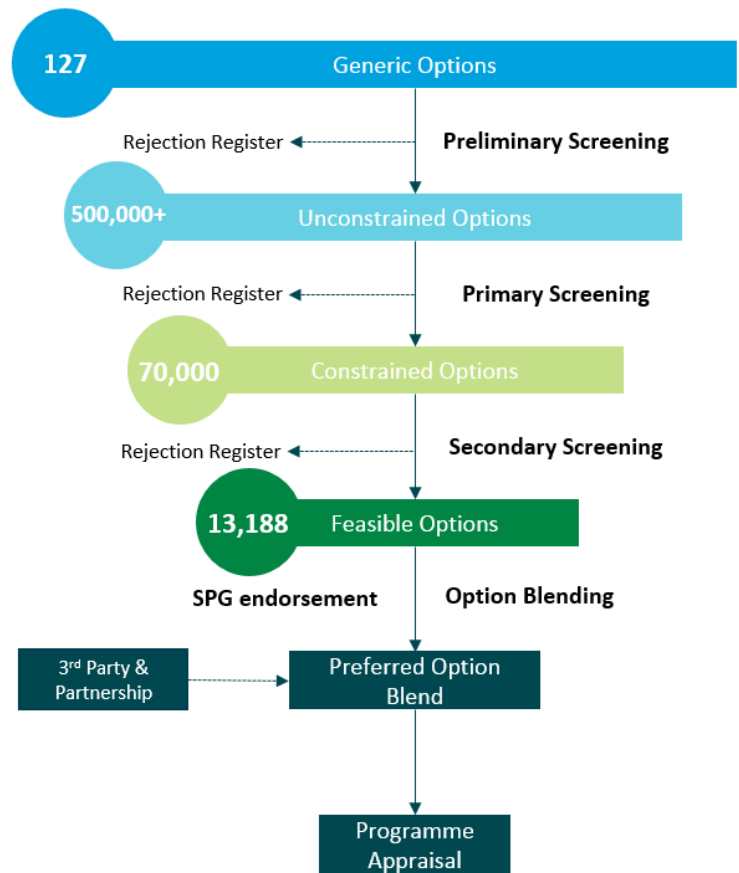 127
Generic Options
Rejection Register
Preliminary Screening
500,000+
Unconstrained Options
Rejection Register
Primary Screening
70,000
Constrained Options
Rejection Register
Secondary Screening
13,188
Feasible Options
SPG endorsement
Option Blending
3rd Party &
Partnership
Preferred Option
Blend
Programme
Appraisal